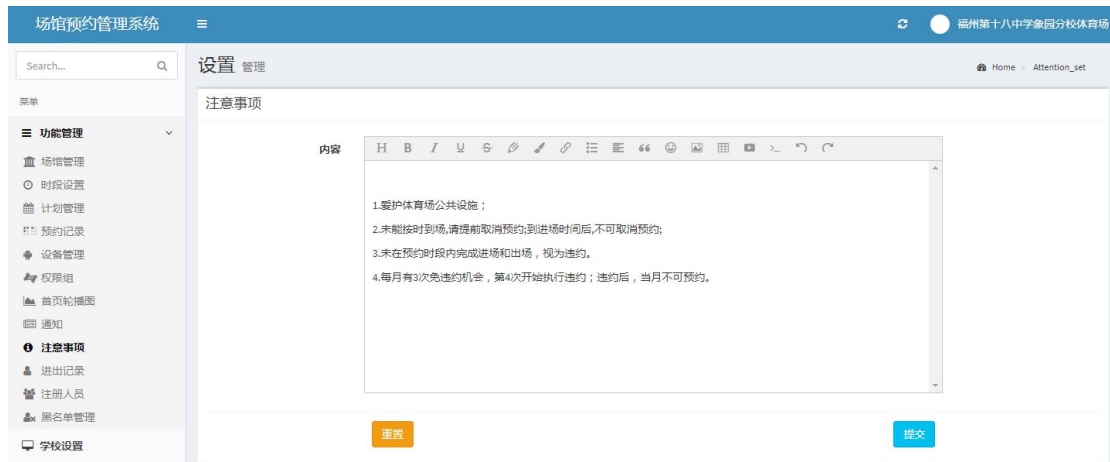 场馆预约管理系统
福州第十八中学象园分校体育场
Search...
设置 管理
Home > Attention_set
菜单
注意事项
功能管理
内容
H B I U S
场馆管理
时段设置
计划管理
预约记录
设备管理
权限组
首页轮播图
通知
注意事项
进出记录
注册人员
黑名单管理
学校设置
1.爱护体育场公共设施；
2.未能按时到场,请提前取消预约;到进场时间后,不可取消预约;
3.未在预约时段内完成进场和出场，视为违约。
4.每月有3次免违约机会，第4次开始执行违约；违约后，当月不可预约。
重置
提交